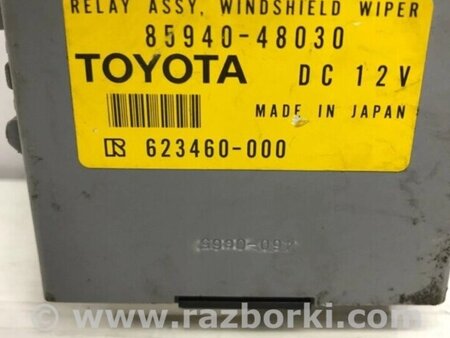 RELAY ASSY, WINDSHIELD WIPER
85940-48030
TOYOTA DC 12V
MADE IN JAPAN
R 623460-000
www.razborki.com